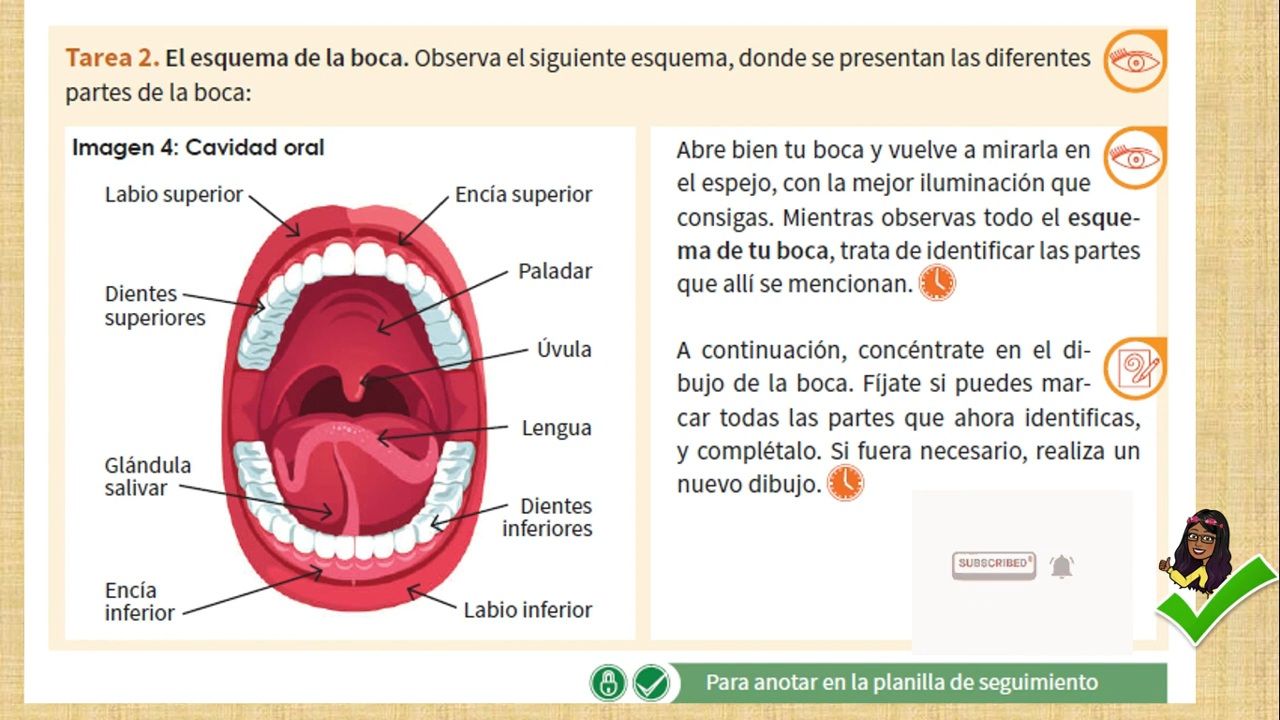 Tarea 2. El esquema de la boca. Observa el siguiente esquema, donde se presentan las diferentes
partes de la boca:
Imagen 4: Cavidad oral
Labio superior
Encía superior
Paladar
Dientes
superiores
Úvula
Lengua
Glándula
salivar
Dientes
inferiores
Encía
inferior
Labio inferior
Abre bien tu boca y vuelve a mirarla en
el espejo, con la mejor iluminación que
consigas. Mientras observas todo el esque-
ma de tu boca, trata de identificar las partes
que allí se mencionan.
A continuación, concéntrate en el di-
bujo de la boca. Fíjate si puedes mar-
car todas las partes que ahora identificas,
y complétalo. Si fuera necesario, realiza un
nuevo dibujo.
SUBSCRIBED
Para anotar en la planilla de seguimiento